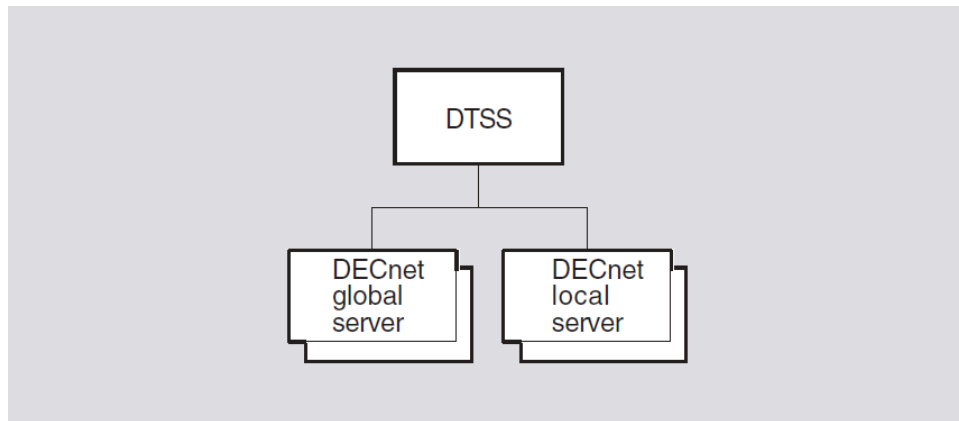 DTSS
DECnet
global
server
DECnet
local
server